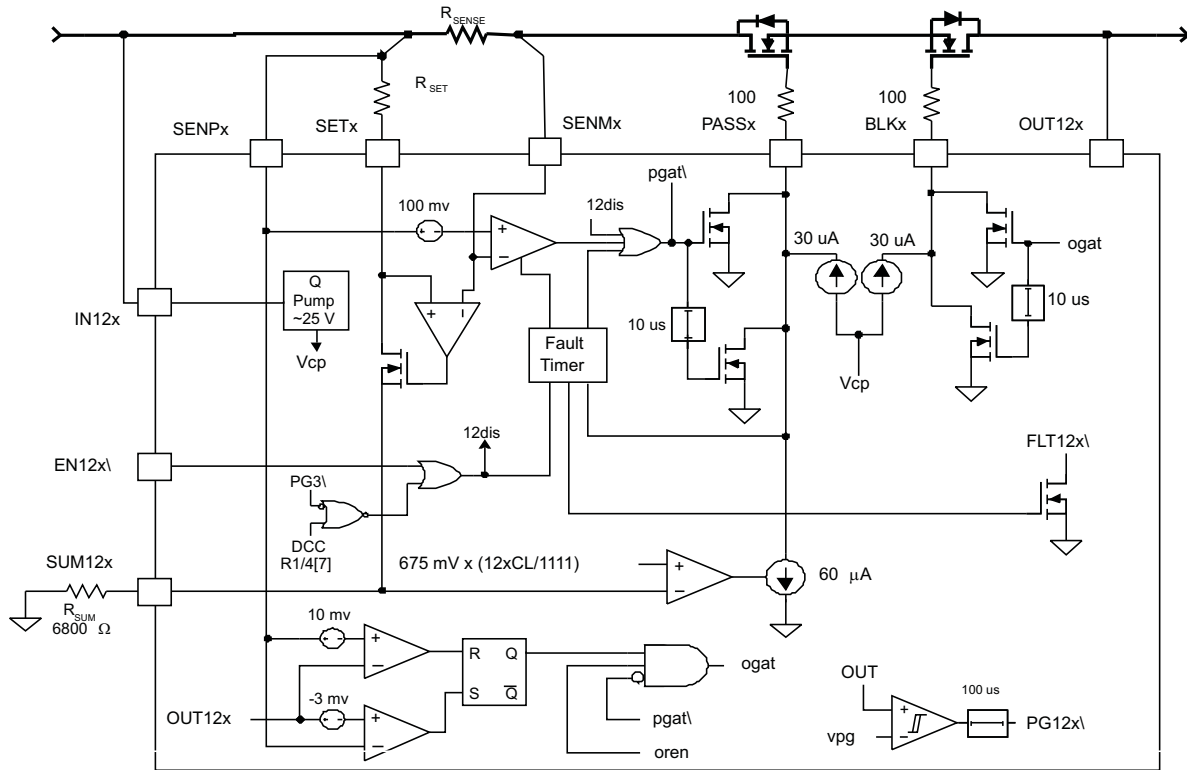 R SENSE
R SET
100
100
SENPx
SETx
SENMx
PASSx
BLKx
OUT12x
pgat\
100 mv
12dis
+
−
30 uA
30 uA
ogat
IN12x
Q
Pump
~25 V
Vcp
+
−
10 us
10 us
Fault
Timer
Vcp
12dis
FLT12x\
EN12x\
PG3\
DCC
R1/4[7]
SUM12x
675 mV x (12xCL/1111)
+
−
60 μA
R SUM
6800 Ω
10 mv
+
−
R Q
S Q̅
ogat
OUT
100 us
-3 mv
OUT12x
+
−
pgat\
+
−
vpg
PG12x\
oren